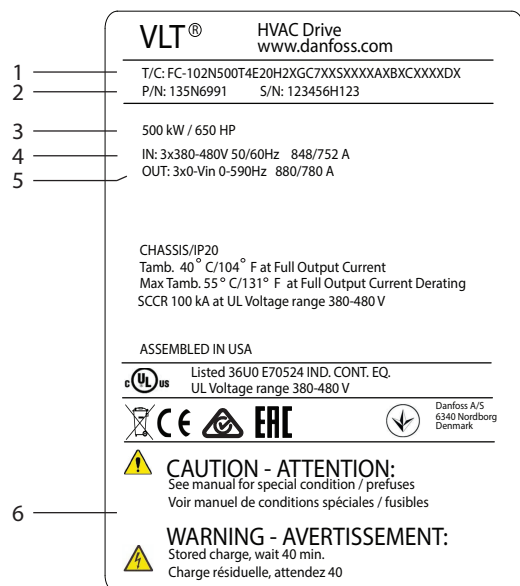 VLT® HVAC Drive
www.danfoss.com
1 T/C: FC-102N500T4E20H2XGC7XXSXXXXAXBXCXXXXDX
2 P/N: 135N6991 S/N: 123456H123
3 500 kW / 650 HP
4 IN: 3x380-480V 50/60Hz 848/752 A
5 OUT: 3x0-Vin 0-590Hz 880/780 A
CHASSIS/IP20
Tamb. 40° C/104° F at Full Output Current
Max Tamb. 55° C/131° F at Full Output Current Derating
SCCR 100 kA at UL Voltage range 380-480 V
ASSEMBLED IN USA
c UL us Listed 36U0 E70524 IND. CONT. EQ.
UL Voltage range 380-480 V
CE EAC
Danfoss A/S
6340 Nordborg
Denmark
CAUTION - ATTENTION:
See manual for special condition / prefuses
Voir manuel de conditions spéciales / fusibles
6
WARNING - AVERTISSEMENT:
Stored charge, wait 40 min.
Charge résiduelle, attendez 40